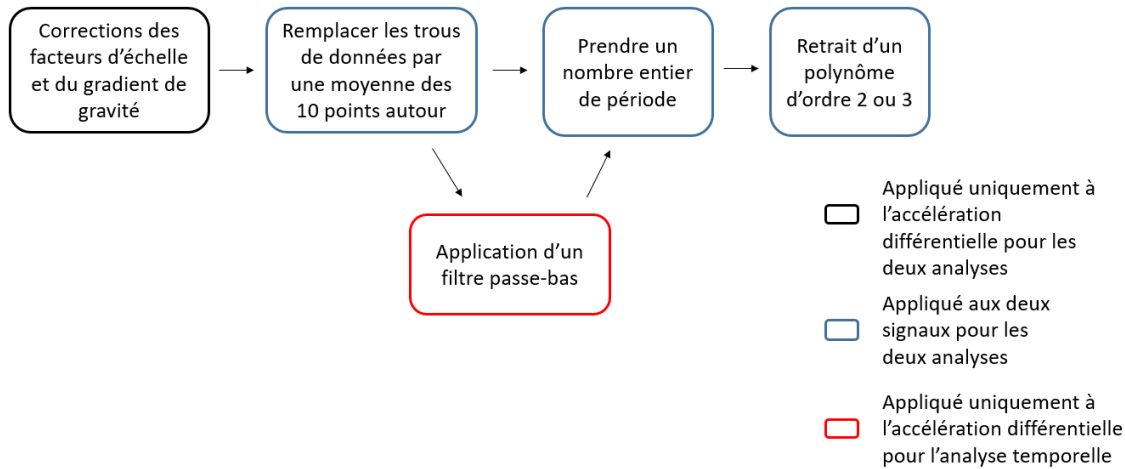 Corrections des
facteurs d'échelle
et du gradient de
gravité
Remplacer les trous
de données par
une moyenne des
10 points autour
Prendre un
nombre entier
de période
Retrait d'un
polynôme
d'ordre 2 ou 3
Application d'un
filtre passe-bas
Appliqué uniquement à
l'accélération
différentielle pour les
deux analyses
Appliqué aux deux
signaux pour les
deux analyses
Appliqué uniquement à
l'accélération différentielle
pour l'analyse temporelle